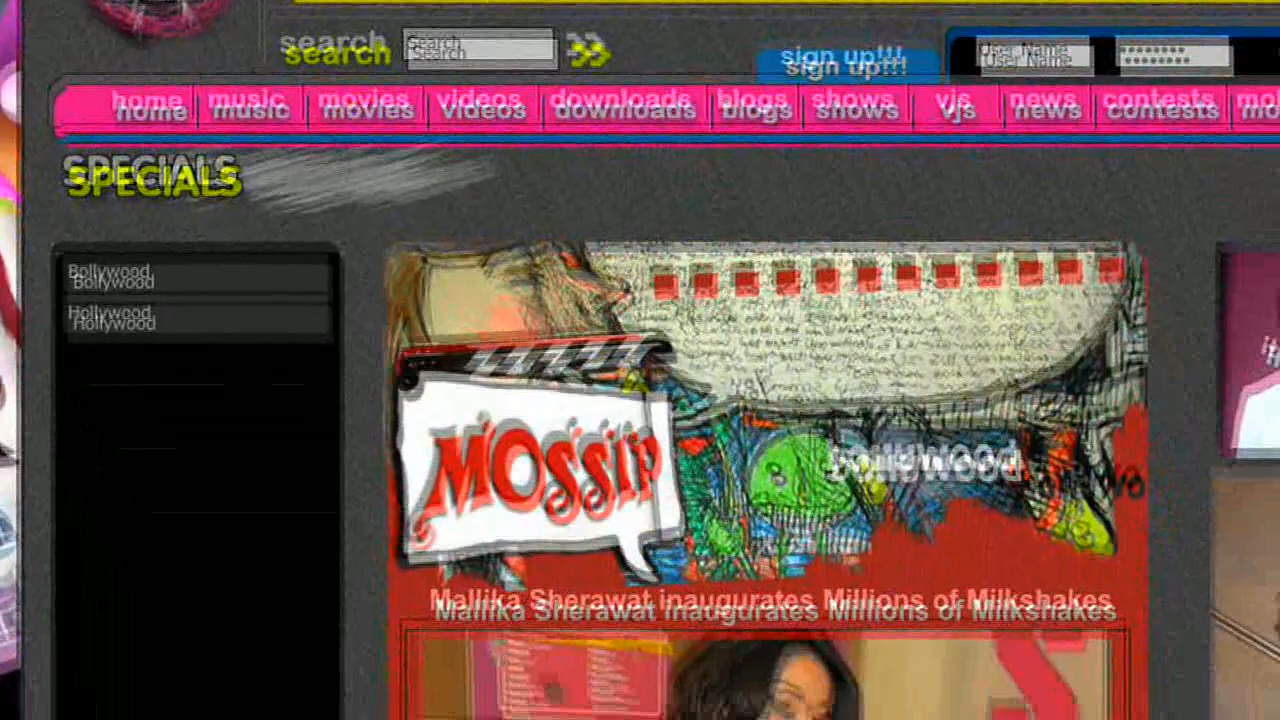 search Search sign up!!! User Name
home music movies videos downloads blogs shows vjs news contests
SPECIALS
Bollywood
Hollywood
MOSSIP
bollywood
Mallika Sherawat inaugurates Millions of Milkshakes